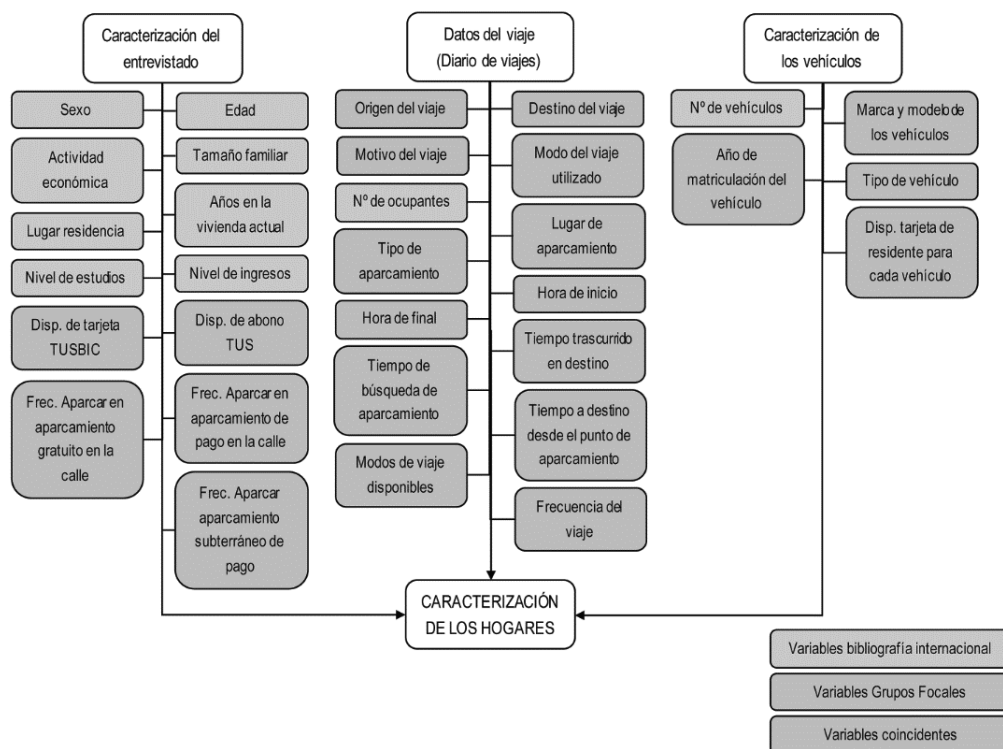 Caracterización del
entrevistado
Sexo
Edad
Actividad
económica
Tamaño familiar
Años en la
vivienda actual
Lugar residencia
Nivel de estudios
Nivel de ingresos
Disp. de tarjeta
TUSBIC
Disp. de abono
TUS
Frec. Aparcar en
aparcamiento
gratuito en la
calle
Frec. Aparcar en
aparcamiento de
pago en la calle
Frec. Aparcar
aparcamiento
subterráneo de
pago
Datos del viaje
(Diario de viajes)
Origen del viaje
Destino del viaje
Motivo del viaje
Modo del viaje
utilizado
Nº de ocupantes
Lugar de
aparcamiento
Tipo de
aparcamiento
Hora de inicio
Hora de final
Tiempo trascurrido
en destino
Tiempo de
búsqueda de
aparcamiento
Tiempo a destino
desde el punto de
aparcamiento
Modos de viaje
disponibles
Frecuencia del
viaje
Caracterización de
los vehículos
Nº de vehículos
Marca y modelo de
los vehículos
Año de
matriculación del
vehículo
Tipo de vehículo
Disp. tarjeta de
residente para
cada vehículo
CARACTERIZACIÓN
DE LOS HOGARES
Variables bibliografía internacional
Variables Grupos Focales
Variables coincidentes